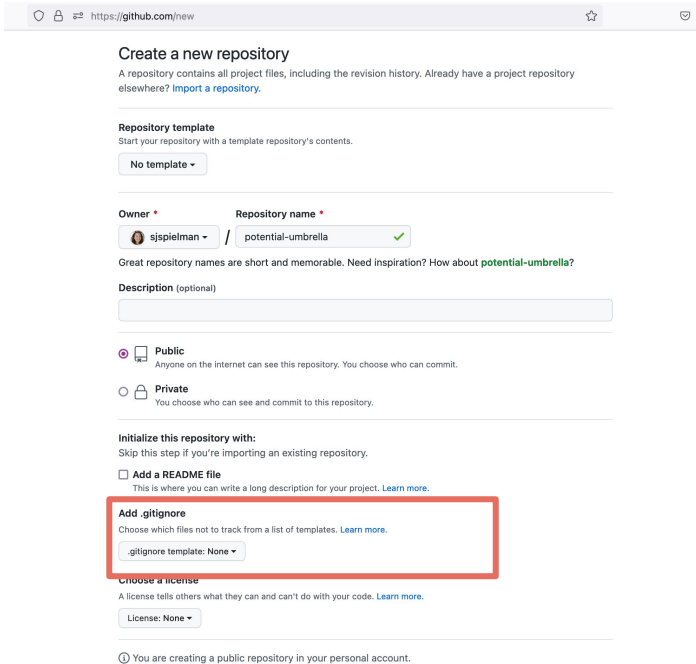 https://github.com/new
Create a new repository
A repository contains all project files, including the revision history. Already have a project repository
elsewhere? Import a repository.
Repository template
Start your repository with a template repository's contents.
No template
Owner *
Repository name *
sjspielman / potential-umbrella
Great repository names are short and memorable. Need inspiration? How about potential-umbrella?
Description (optional)
Public
Anyone on the internet can see this repository. You choose who can commit.
Private
You choose who can see and commit to this repository.
Initialize this repository with:
Skip this step if you're importing an existing repository.
Add a README file
This is where you can write a long description for your project. Learn more.
Add .gitignore
Choose which files not to track from a list of templates. Learn more.
.gitignore template: None
Choose a license
A license tells others what they can and can't do with your code. Learn more.
License: None
You are creating a public repository in your personal account.